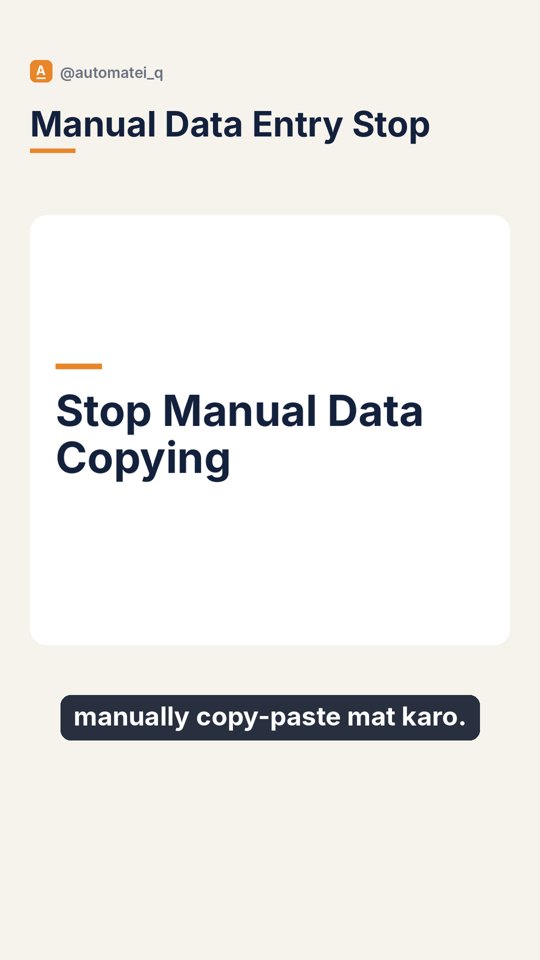 A
@automatei_q
Manual Data Entry Stop
Stop Manual Data
Copying
manually copy-paste mat karo.